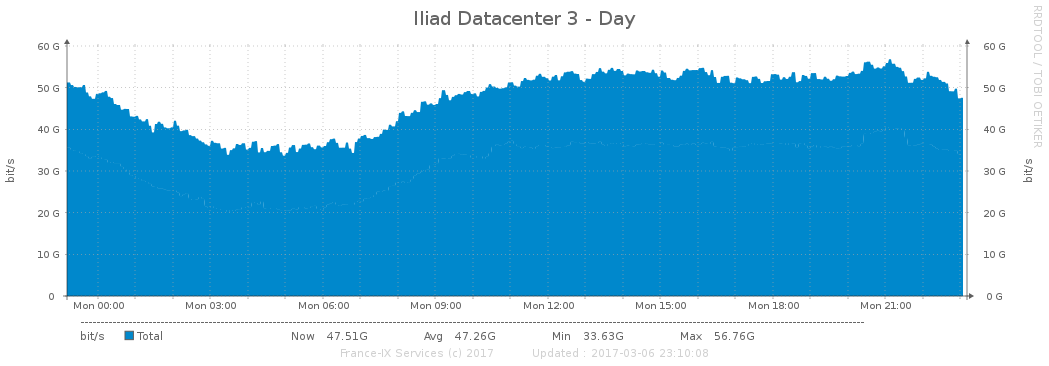 Iliad Datacenter 3 - Day
RRDTOOL / TOBI OETIKER
60 G 60 G
50 G 50 G
40 G 40 G
30 G 30 G
20 G 20 G
10 G 10 G
0 0 G
bit/s bit/s
Mon 00:00 Mon 03:00 Mon 06:00 Mon 09:00 Mon 12:00 Mon 15:00 Mon 18:00 Mon 21:00
bit/s Total Now 47.51G Avg 47.26G Min 33.63G Max 56.76G
France-IX Services (c) 2017 Updated : 2017-03-06 23:10:08